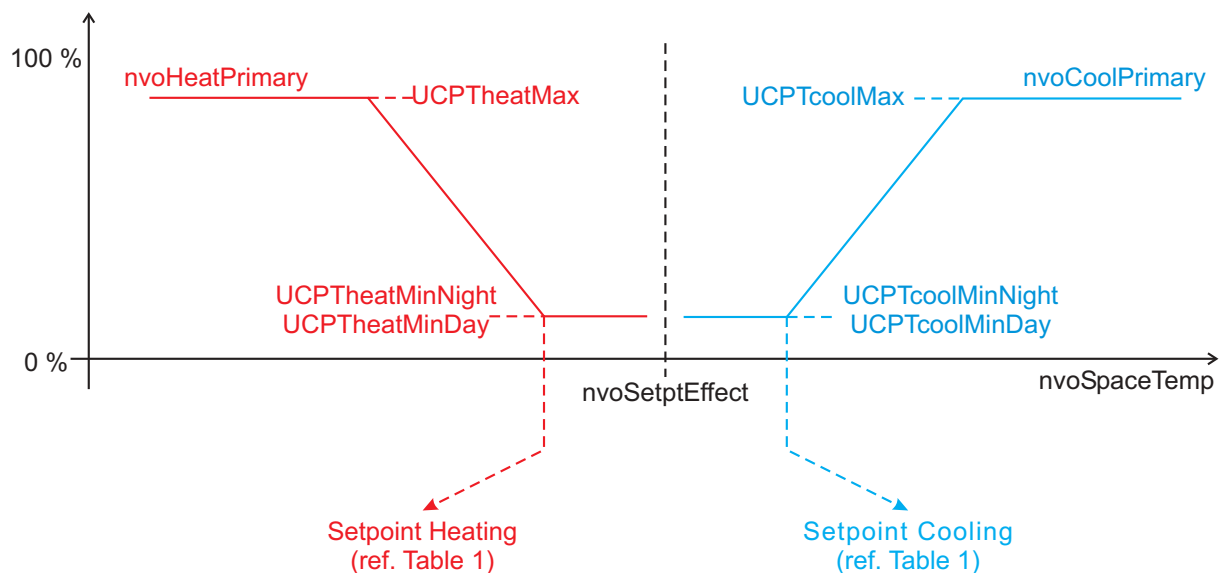 100 %
nvoHeatPrimary
UCPTheatMax
UCPTcoolMax
nvoCoolPrimary
UCPTheatMinNight
UCPTheatMinDay
UCPTcoolMinNight
UCPTcoolMinDay
0 %
nvoSetptEffect
nvoSpaceTemp
Setpoint Heating
(ref. Table 1)
Setpoint Cooling
(ref. Table 1)